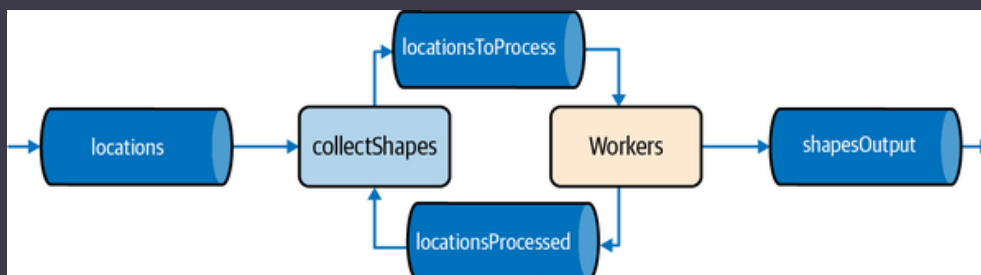 locationsToProcess
locations
collectShapes
Workers
shapesOutput
locationsProcessed